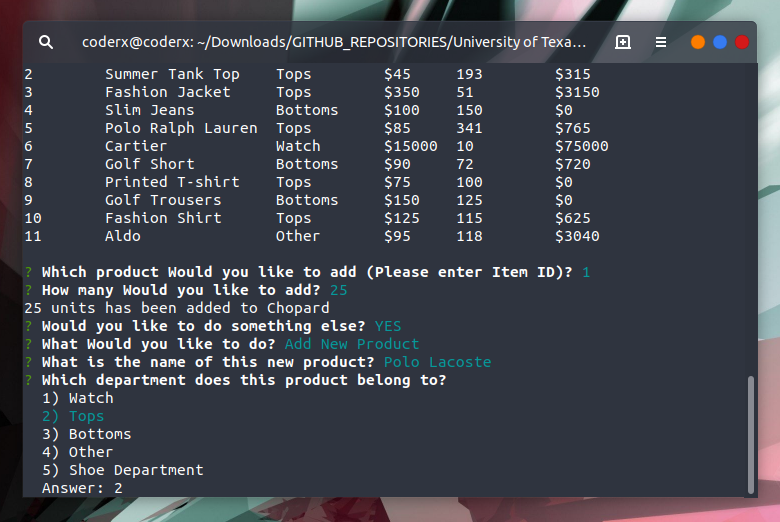 coderx@coderx: ~/Downloads/GITHUB_REPOSITORIES/University of Texa...
2 Summer Tank Top Tops $45 193 $315
3 Fashion Jacket Tops $350 51 $3150
4 Slim Jeans Bottoms $100 150 $0
5 Polo Ralph Lauren Tops $85 341 $765
6 Cartier Watch $15000 10 $75000
7 Golf Short Bottoms $90 72 $720
8 Printed T-shirt Tops $75 100 $0
9 Golf Trousers Bottoms $150 125 $0
10 Fashion Shirt Tops $125 115 $625
11 Aldo Other $95 118 $3040
? Which product Would you like to add (Please enter Item ID)? 1
? How many Would you like to add? 25
25 units has been added to Chopard
? Would you like to do something else? YES
? What Would you like to do? Add New Product
? What is the name of this new product? Polo Lacoste
? Which department does this product belong to?
1) Watch
2) Tops
3) Bottoms
4) Other
5) Shoe Department
Answer: 2